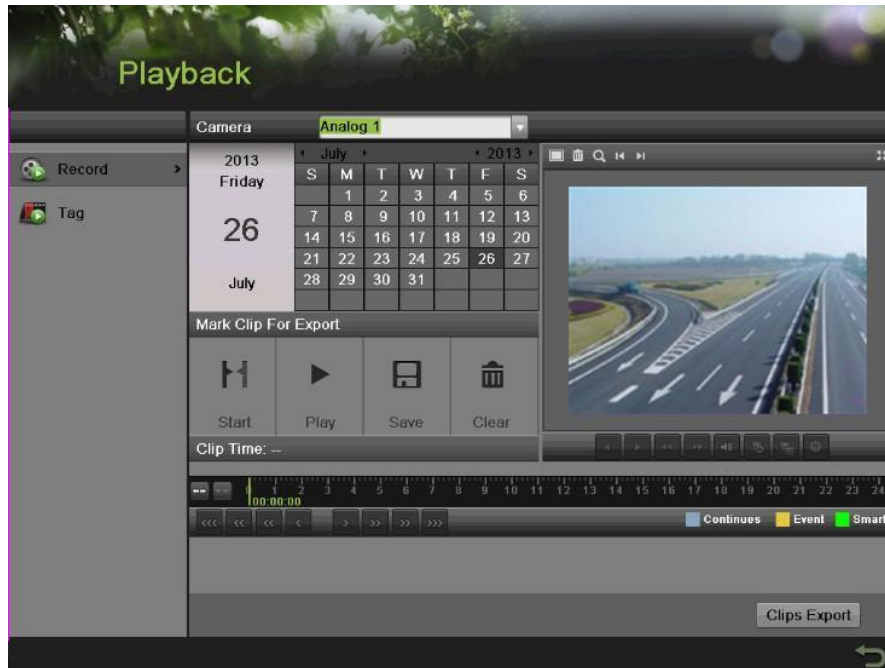 Playback
Camera
Analog 1
Record
Tag
2013
Friday
26
July
July 2013
S M T W T F S
1 2 3 4 5 6
7 8 9 10 11 12 13
14 15 16 17 18 19 20
21 22 23 24 25 26 27
28 29 30 31
Mark Clip For Export
Start Play Save Clear
Clip Time: --
0 1 2 3 4 5 6 7 8 9 10 11 12 13 14 15 16 17 18 19 20 21 22 23 24
00:00:00
Continues Event Smart
Clips Export